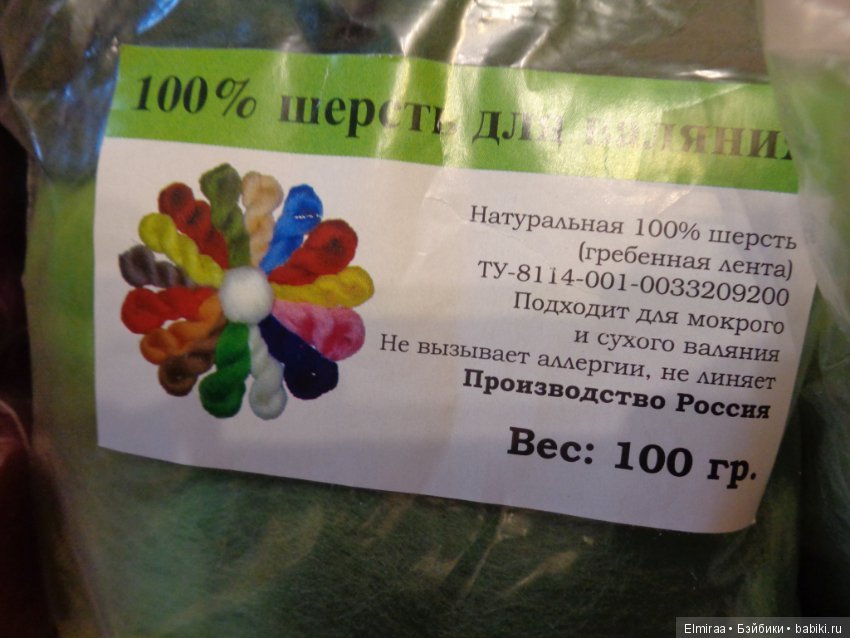 100% шерсть для валяния
Натуральная 100% шерсть
(гребенная лента)
ТУ-8114-001-0033209200
Подходит для мокрого
и сухого валяния
Не вызывает аллергии, не линяет
Производство Россия
Вес: 100 гр.
Elmiraa • Бэйбики • babiki.ru